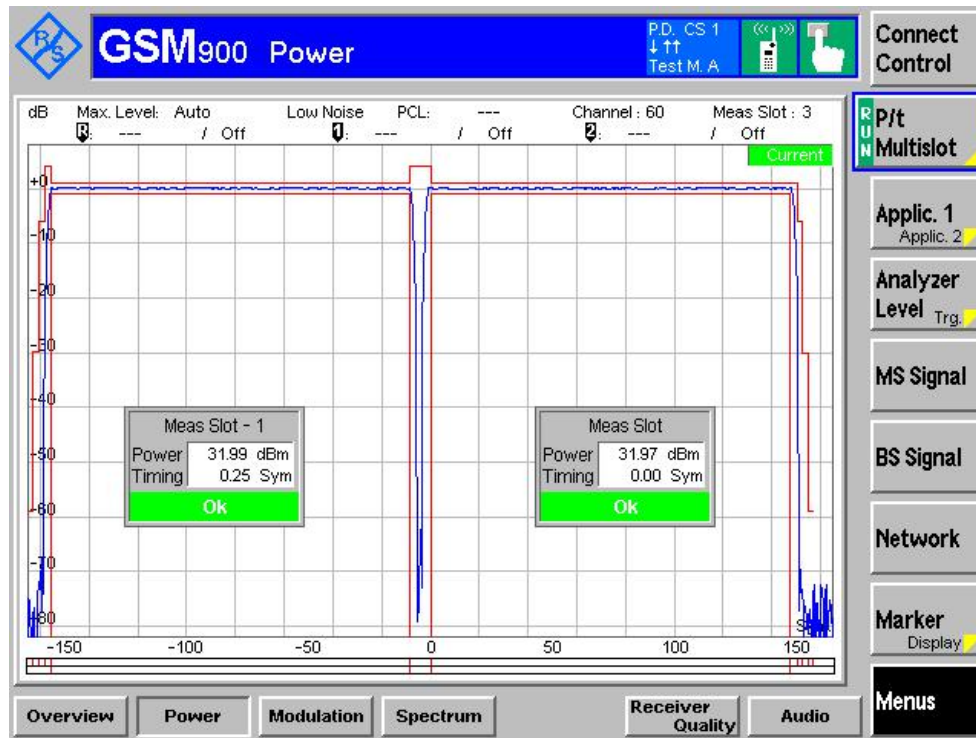 R&S
GSM900 Power
P.D. CS 1
↓ ↑↑
Test M. A
Connect
Control
dB Max. Level: Auto Low Noise PCL: --- Channel : 60 Meas Slot : 3
R: --- / Off 1: --- / Off 2: --- / Off
Current
RUN
P/t
Multislot
Applic. 1
Applic. 2
Analyzer
Level Trg.
MS Signal
BS Signal
Network
Marker
Display
Menus
+0
-10
-20
-30
-40
-50
-60
-70
-80
Meas Slot - 1
Power 31.99 dBm
Timing 0.25 Sym
Ok
Meas Slot
Power 31.97 dBm
Timing 0.00 Sym
Ok
-150 -100 -50 0 50 100 150
Overview Power Modulation Spectrum Receiver Quality Audio